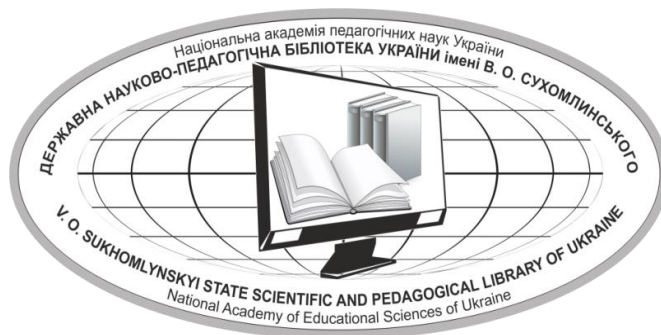 Національна академія педагогічних наук України
ДЕРЖАВНА НАУКОВО-ПЕДАГОГІЧНА БІБЛІОТЕКА УКРАЇНИ імені В. О. СУХОМЛИНСЬКОГО
V. O. SUKHOMLYNSKYI STATE SCIENTIFIC AND PEDAGOGICAL LIBRARY OF UKRAINE
National Academy of Educational Sciences of Ukraine